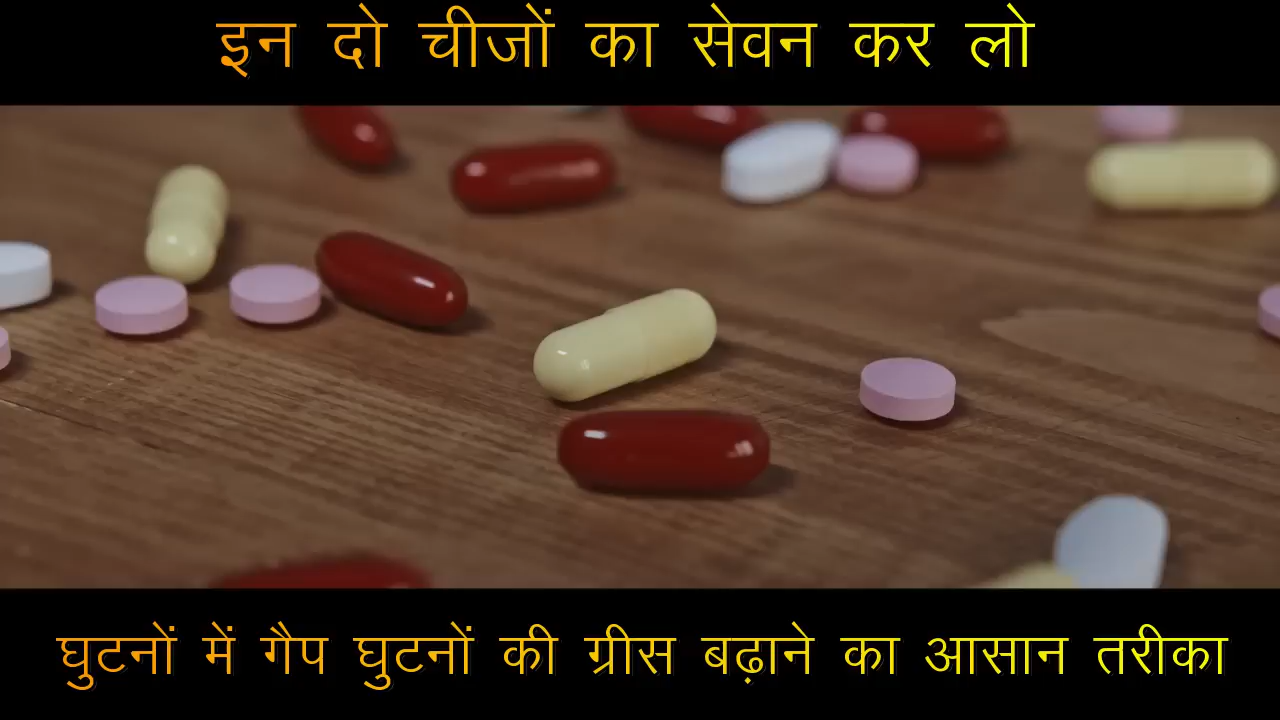 इन दो चीजों का सेवन कर लो
घुटनों में गैप घुटनों की ग्रीस बढ़ाने का आसान तरीका